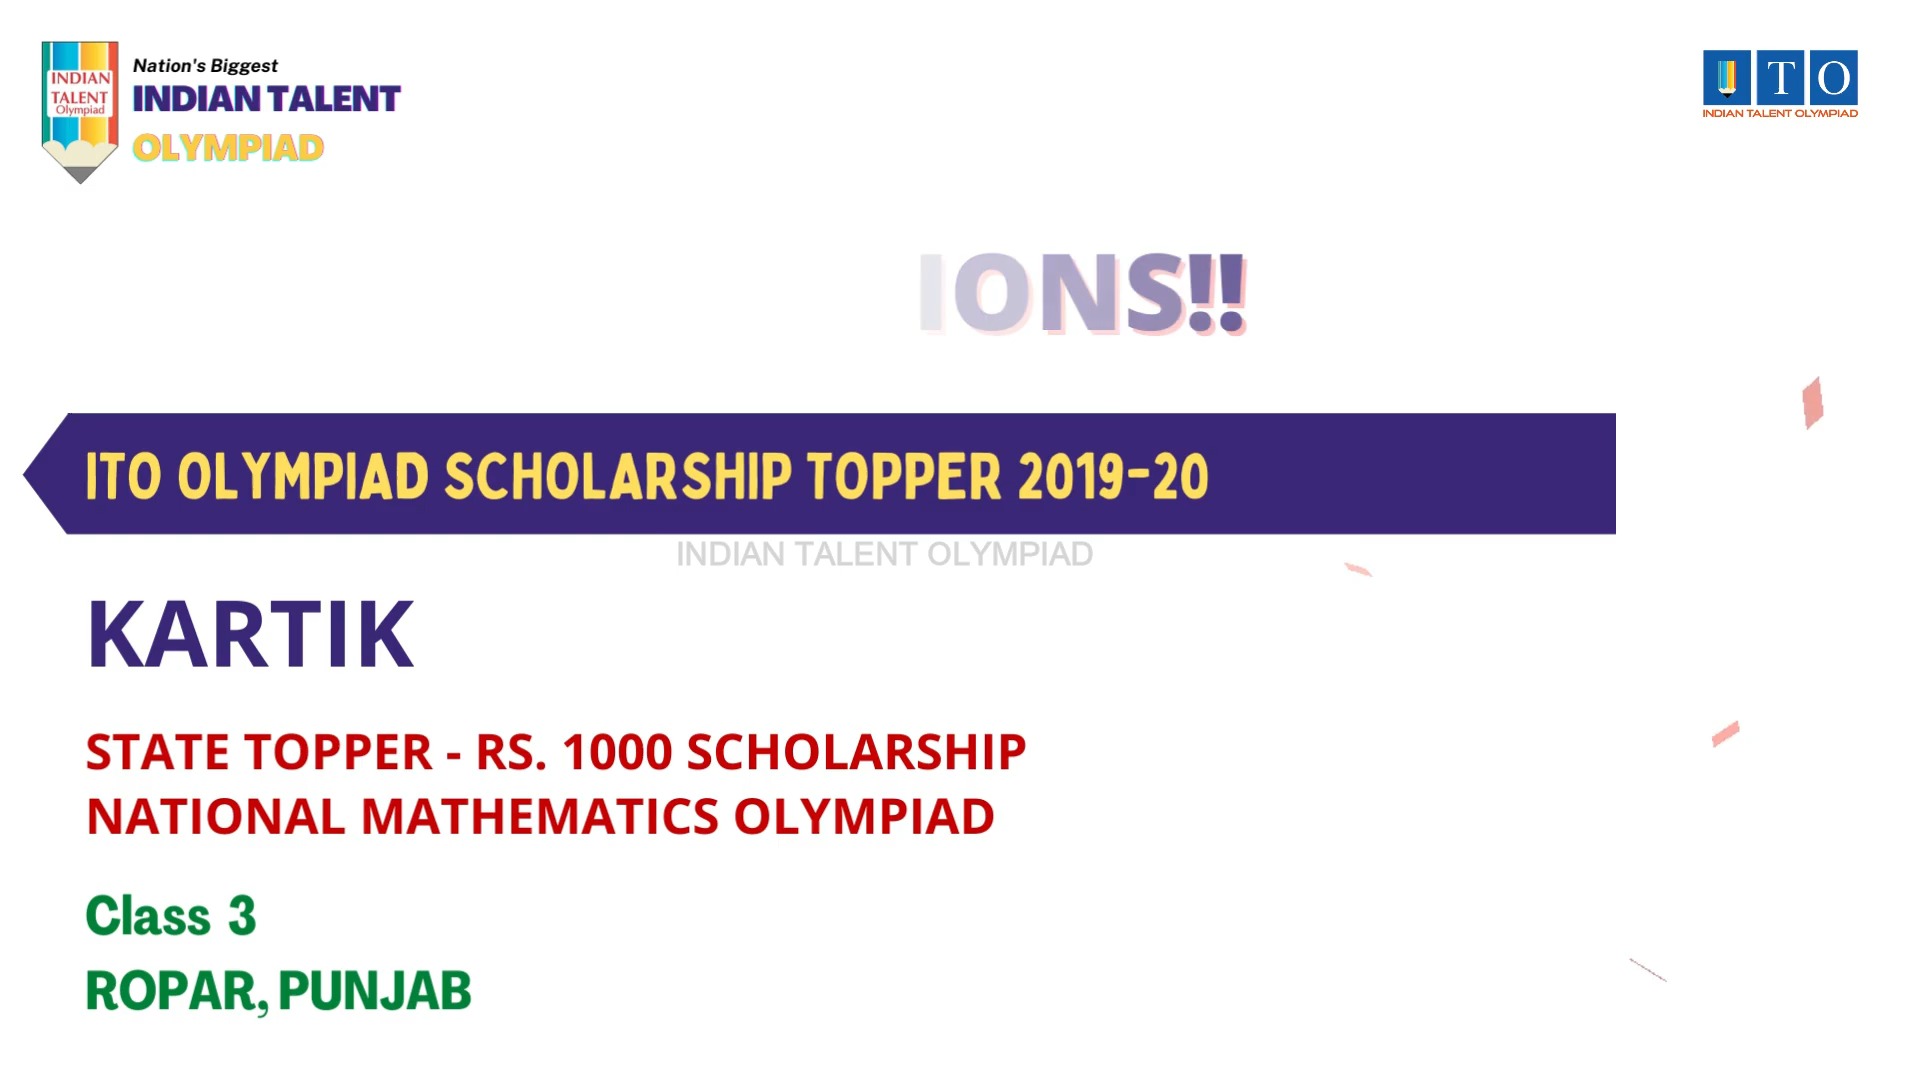 Nation's Biggest
INDIAN TALENT
OLYMPIAD
INDIAN
TALENT
Olympiad
ITO
INDIAN TALENT OLYMPIAD
IONS!!
ITO OLYMPIAD SCHOLARSHIP TOPPER 2019-20
INDIAN TALENT OLYMPIAD
KARTIK
STATE TOPPER - RS. 1000 SCHOLARSHIP
NATIONAL MATHEMATICS OLYMPIAD
Class 3
ROPAR, PUNJAB